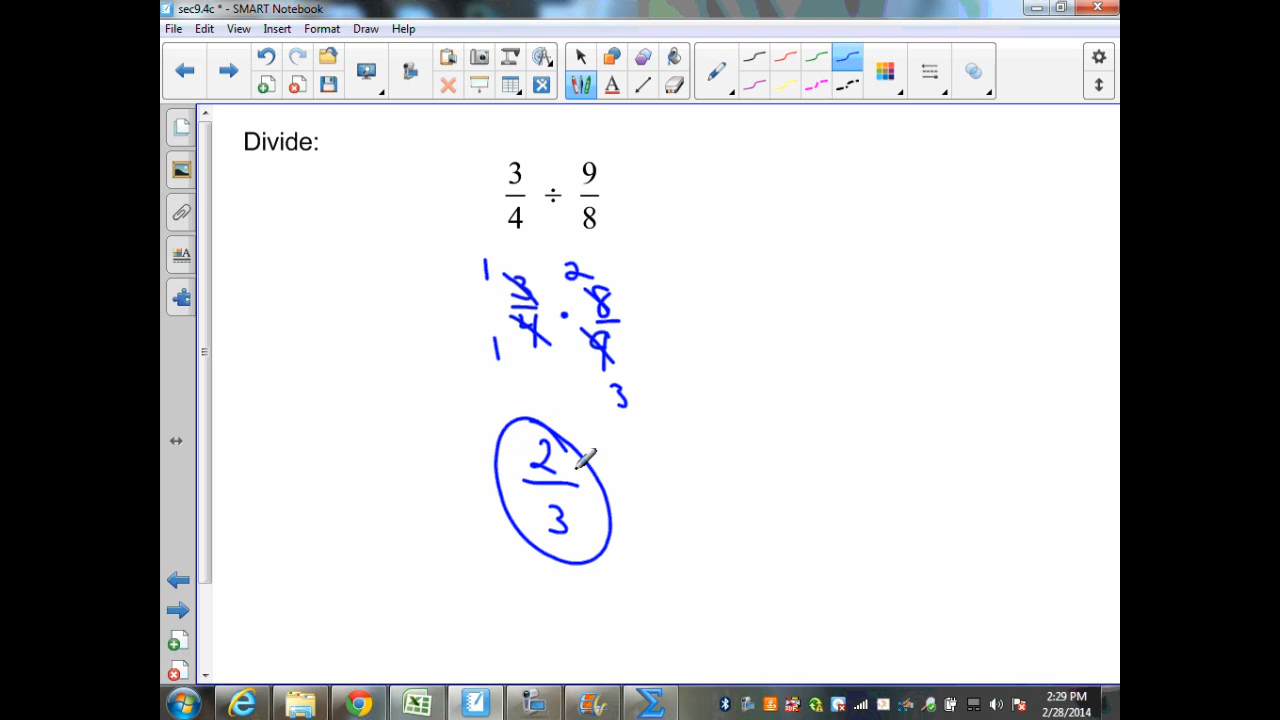 sec9.4c * - SMART Notebook
File Edit View Insert Format Draw Help
Divide:
3/4 ÷ 9/8
1 2
3/4 · 8/9
1
3
2/3
2:29 PM
2/28/2014